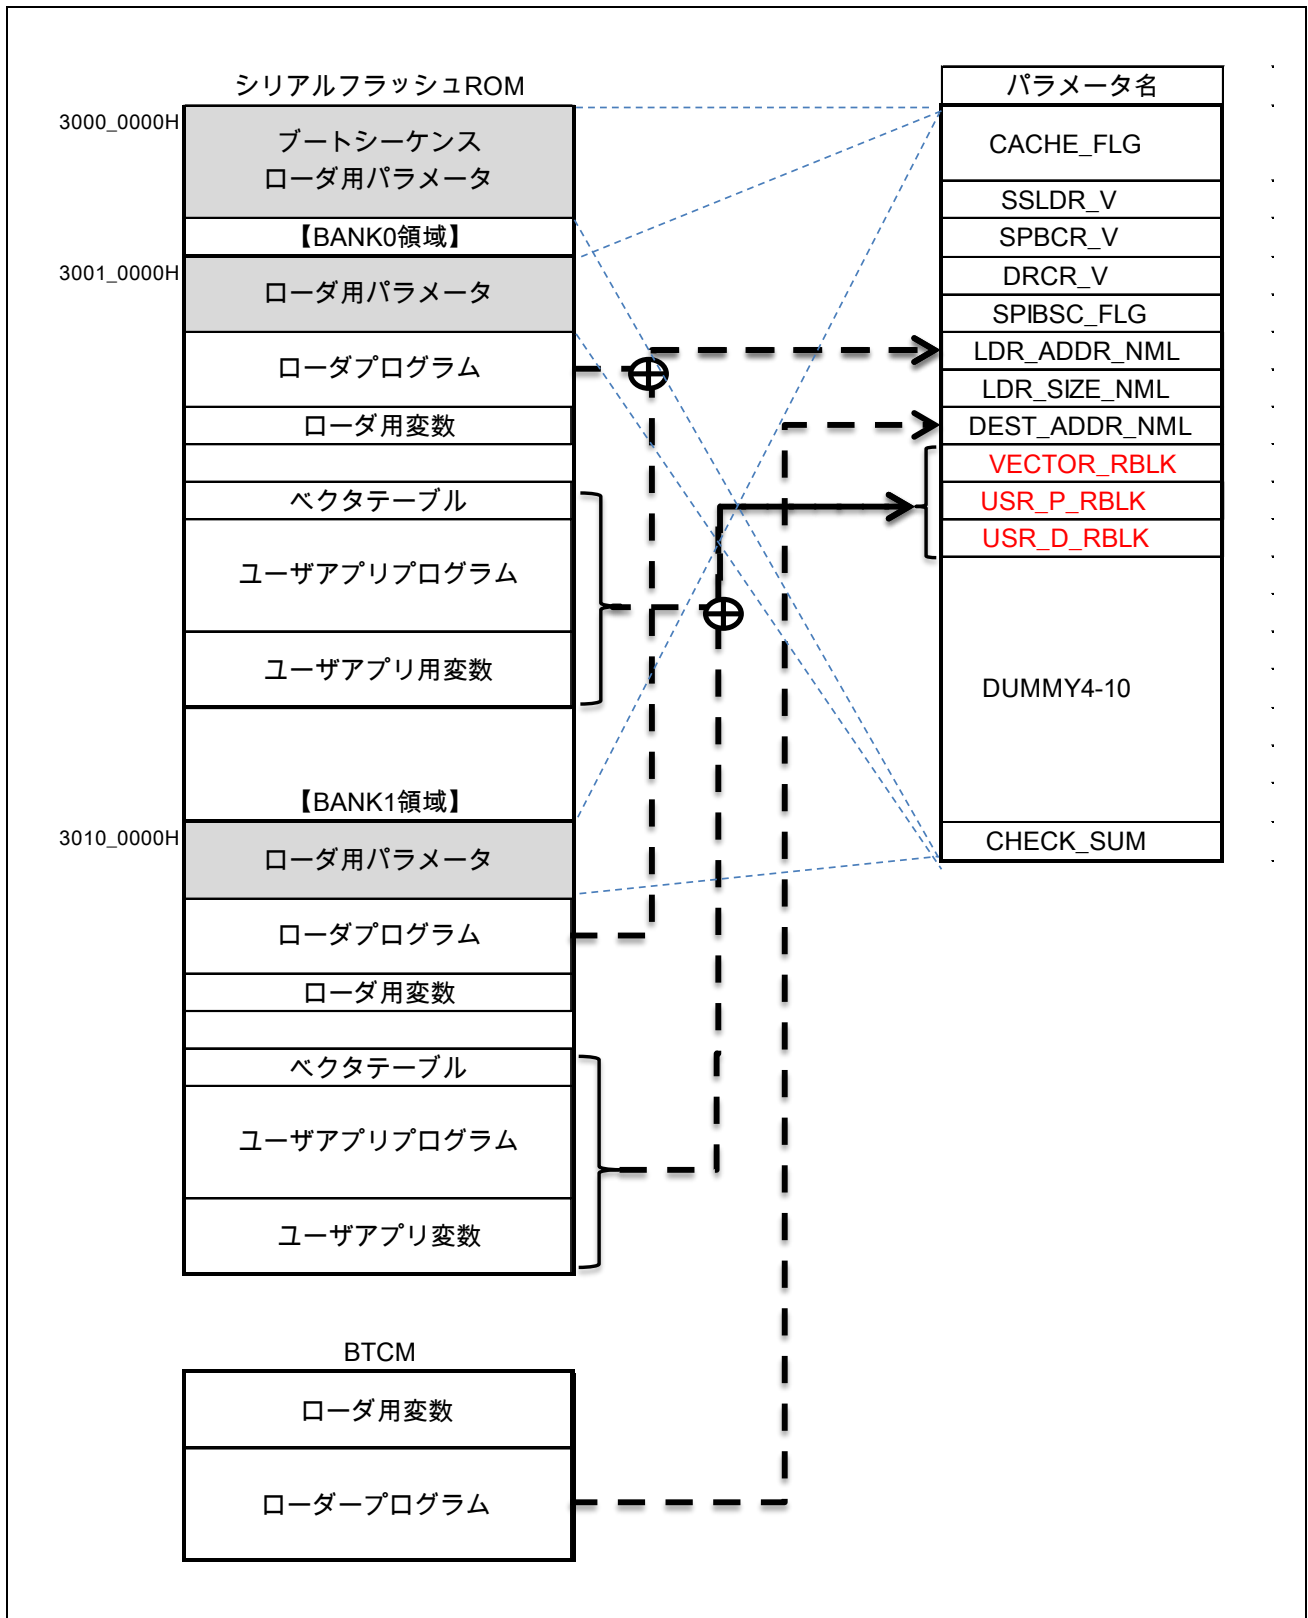 シリアルフラッシュROM
3000_0000H
ブートシーケンス
ローダ用パラメータ
【BANK0領域】
3001_0000H
ローダ用パラメータ
ローダプログラム
ローダ用変数
ベクタテーブル
ユーザアプリプログラム
ユーザアプリ用変数
【BANK1領域】
3010_0000H
ローダ用パラメータ
ローダプログラム
ローダ用変数
ベクタテーブル
ユーザアプリプログラム
ユーザアプリ変数
BTCM
ローダ用変数
ローダープログラム
パラメータ名
CACHE_FLG
SSLDR_V
SPBCR_V
DRCR_V
SPIBSC_FLG
LDR_ADDR_NML
LDR_SIZE_NML
DEST_ADDR_NML
VECTOR_RBLK
USR_P_RBLK
USR_D_RBLK
DUMMY4-10
CHECK_SUM